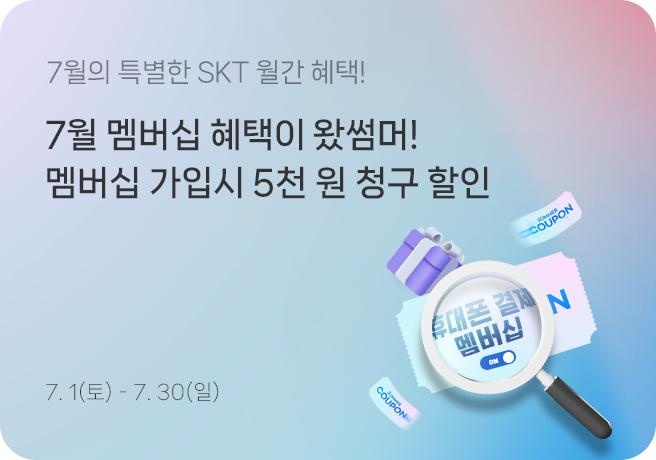 7월의 특별한 SKT 월간 혜택!
7월 멤버십 혜택이 왔썸머!
멤버십 가입시 5천 원 청구 할인
COUPON
N
휴대폰 결제
멤버십
ON
COUPON
7. 1(토) - 7. 30(일)